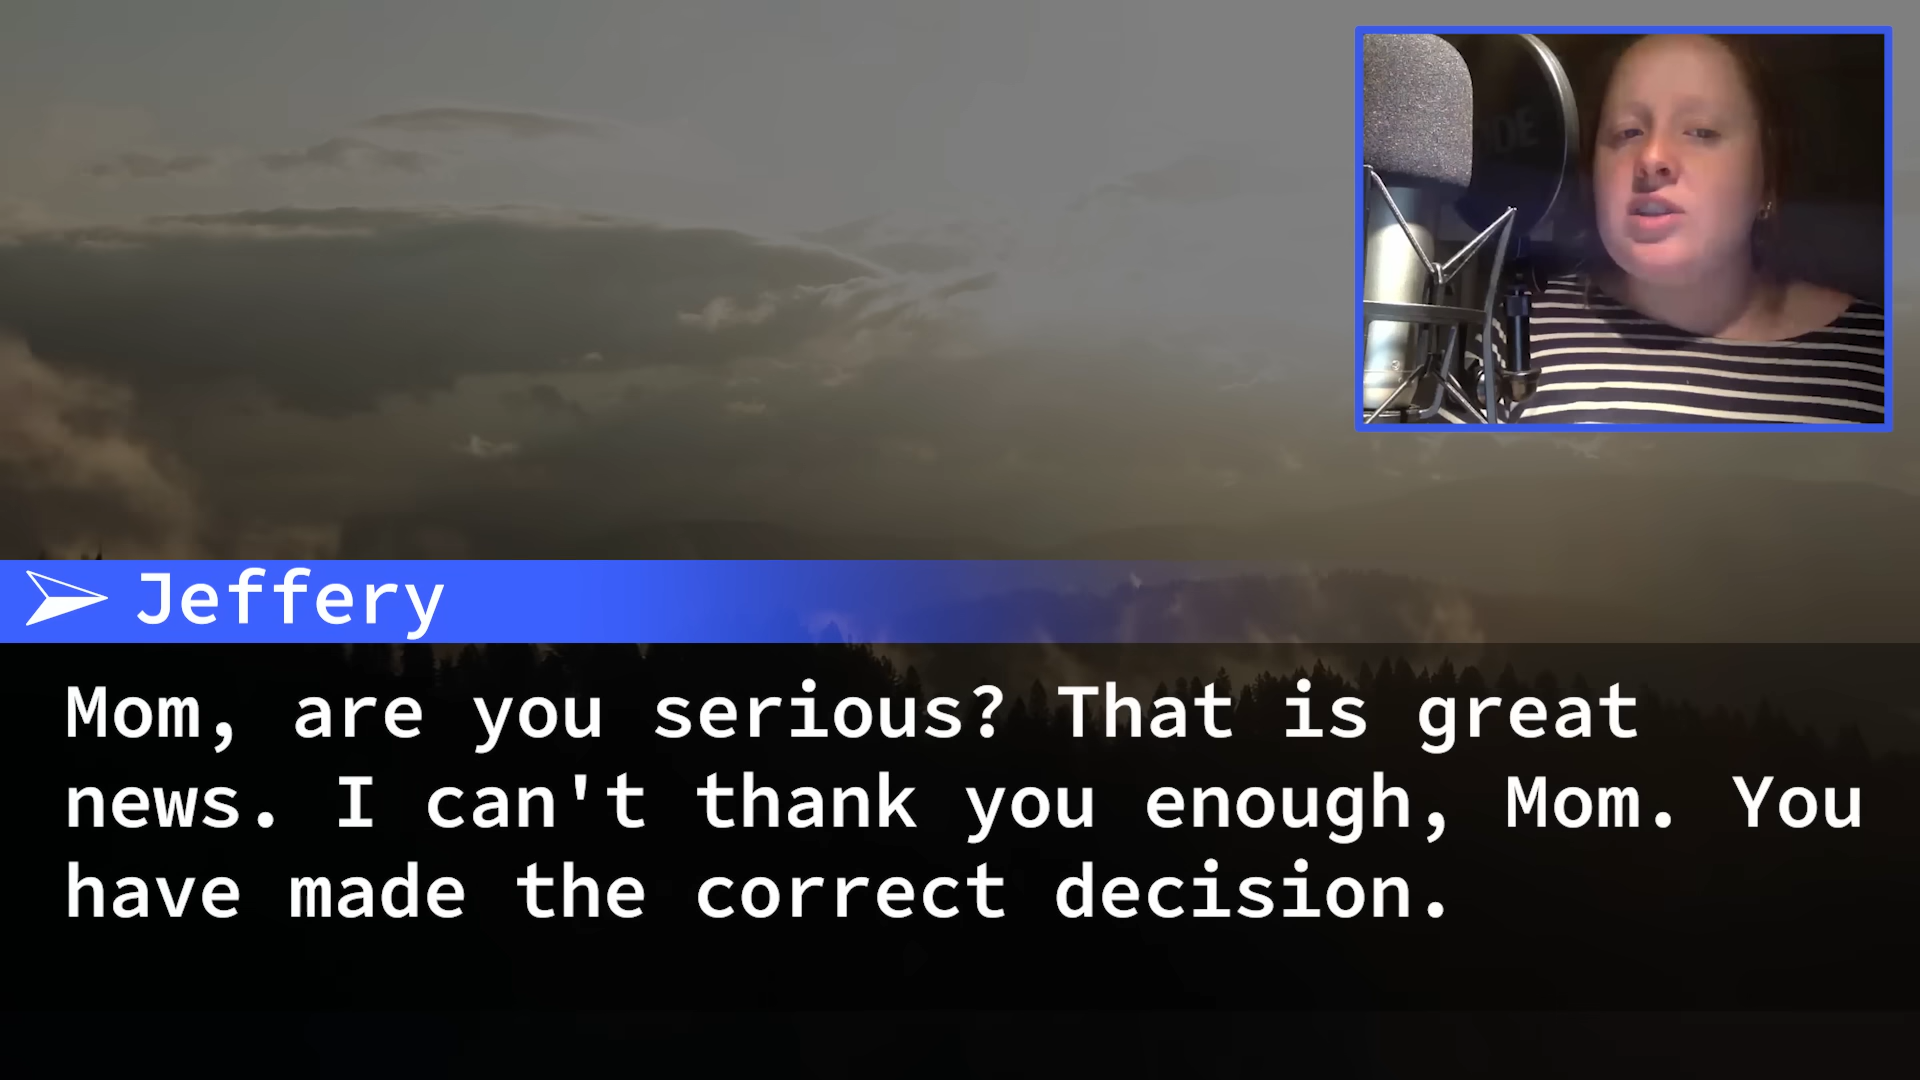 Jeffery
Mom, are you serious? That is great
news. I can't thank you enough, Mom. You
have made the correct decision.